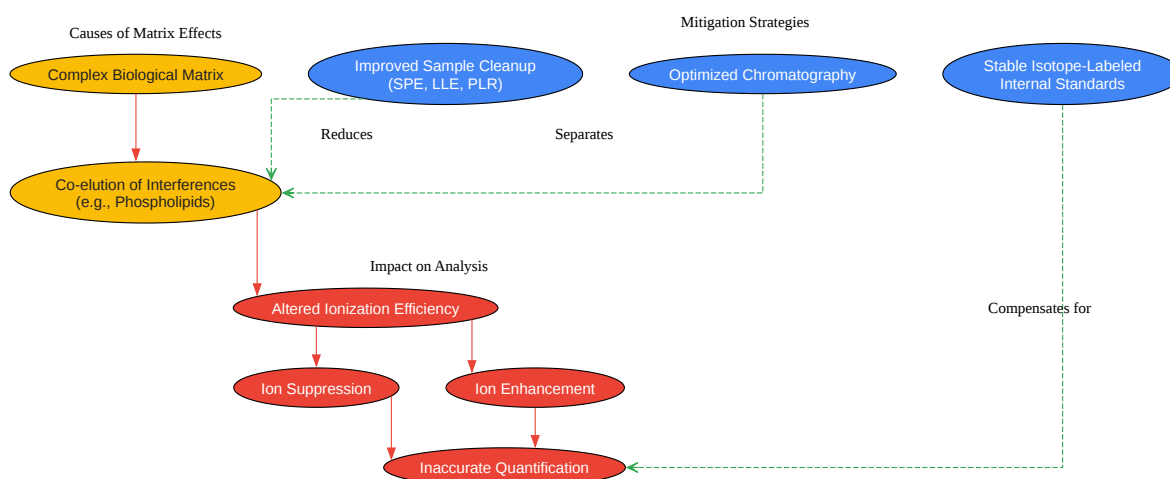 Mitigation Strategies
Causes of Matrix Effects
Complex Biological Matrix
Improved Sample Cleanup
(SPE, LLE, PLR)
Optimized Chromatography
Stable Isotope-Labeled
Internal Standards
Reduces
Separates
Co-elution of Interferences
(e.g., Phospholipids)
Impact on Analysis
Altered Ionization Efficiency
Compensates for
Ion Suppression
Ion Enhancement
Inaccurate Quantification